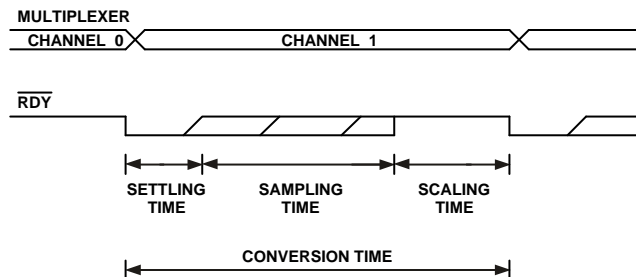 MULTIPLEXER
CHANNEL 0 CHANNEL 1
RDY
SETTLING TIME
SAMPLING TIME
SCALING TIME
CONVERSION TIME